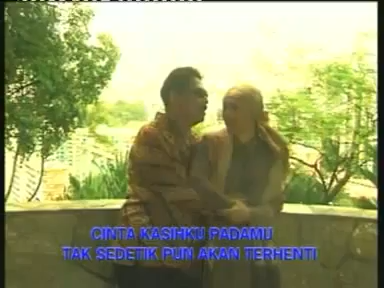 CINTA KASIHKU PADAMU
TAK SEDETIK PUN AKAN TERHENTI